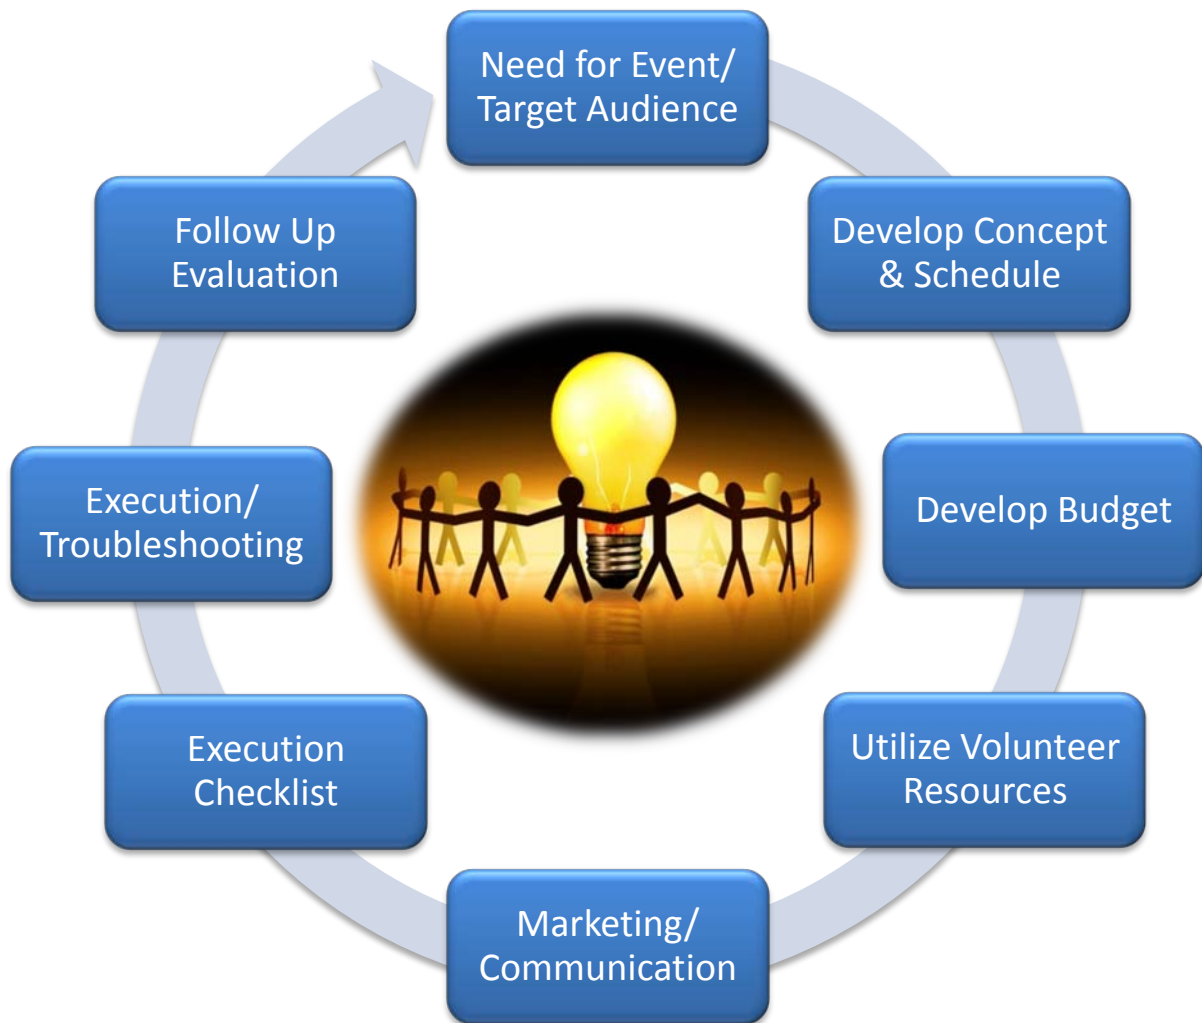 Need for Event/
Target Audience
Develop Concept
& Schedule
Develop Budget
Utilize Volunteer
Resources
Marketing/
Communication
Execution
Checklist
Execution/
Troubleshooting
Follow Up
Evaluation